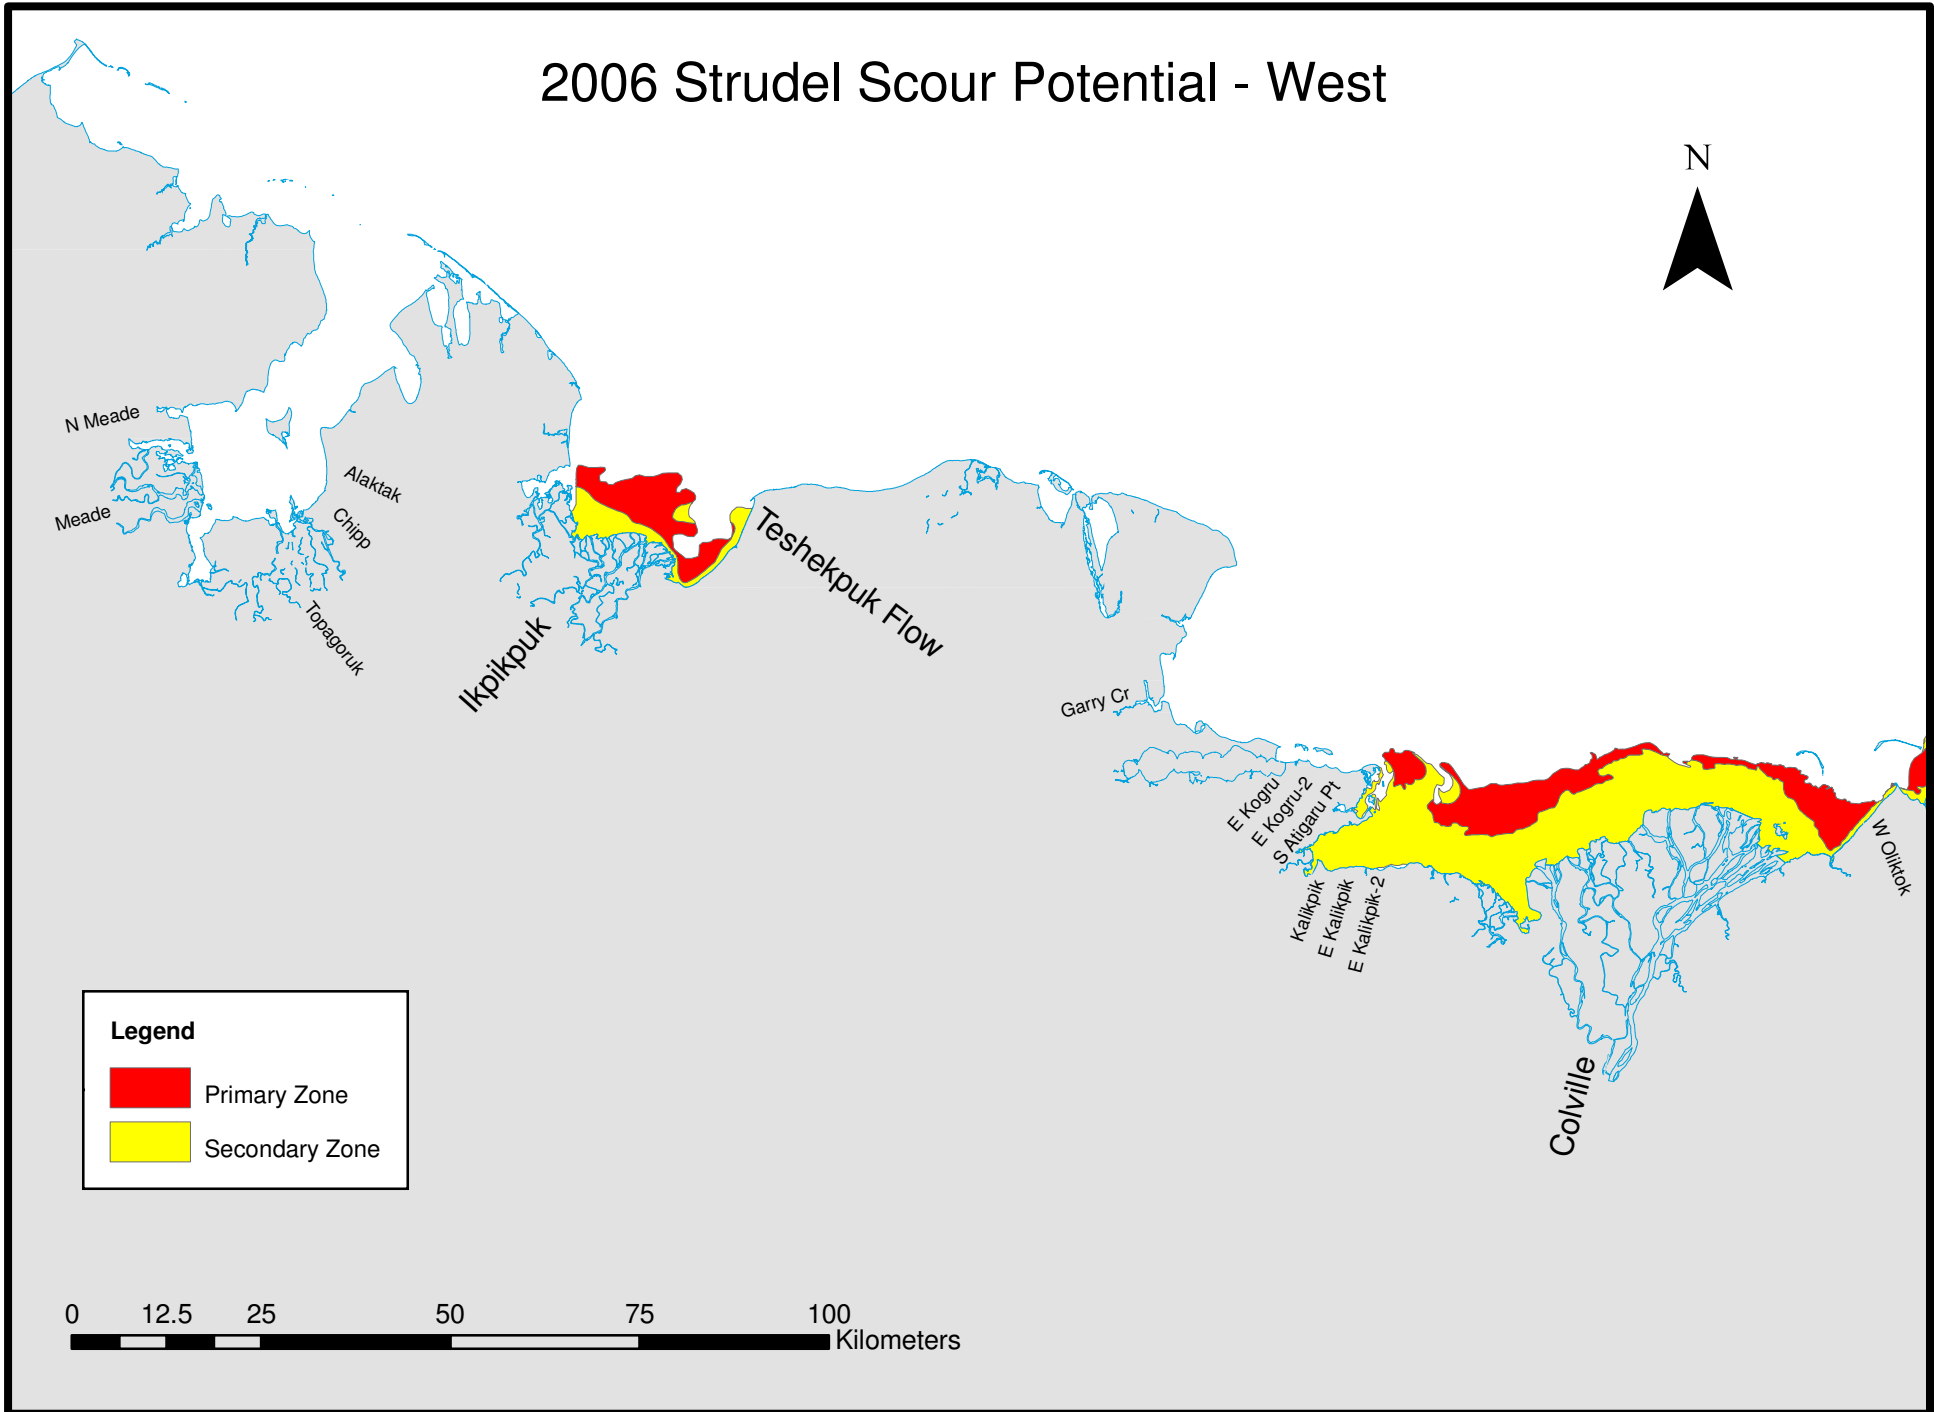 2006 Strudel Scour Potential - West
N
N Meade
Meade
Alaktak
Chipp
Topagoruk
Ikpikpuk
Teshekpuk Flow
Garry Cr
E Kogru
E Kogru-2
S Atigaru Pt
Kalikpik
E Kalikpik
E Kalikpik-2
W Oliktok
Colville
Legend
Primary Zone
Secondary Zone
0 12.5 25 50 75 100
Kilometers